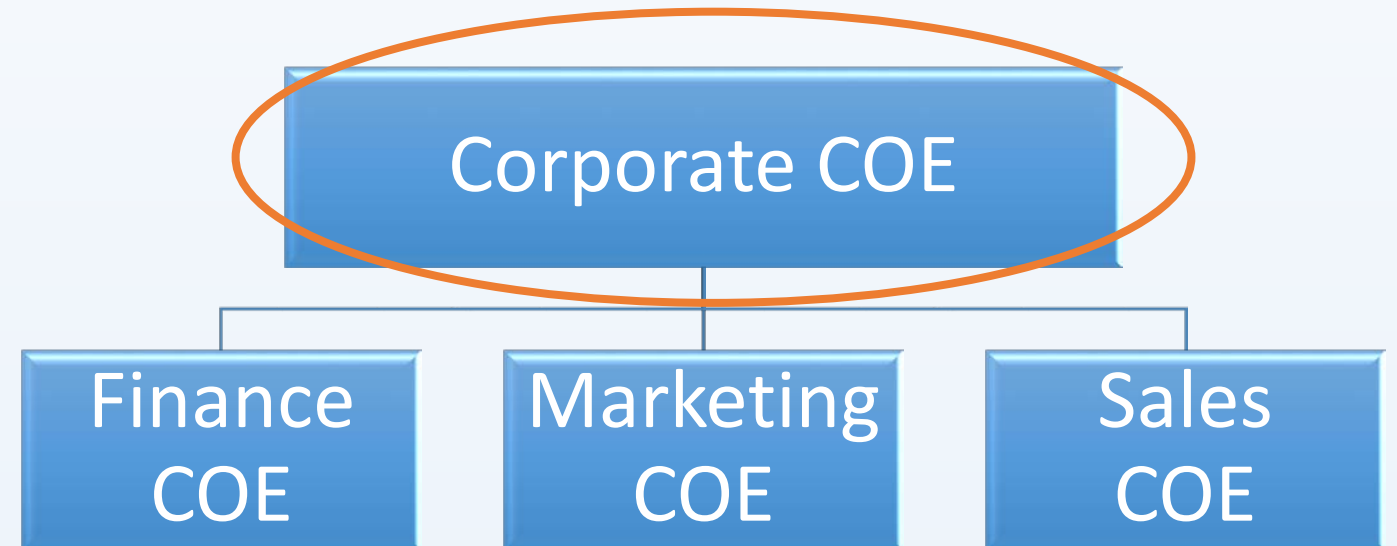 Corporate COE
Finance
COE
Marketing
COE
Sales
COE